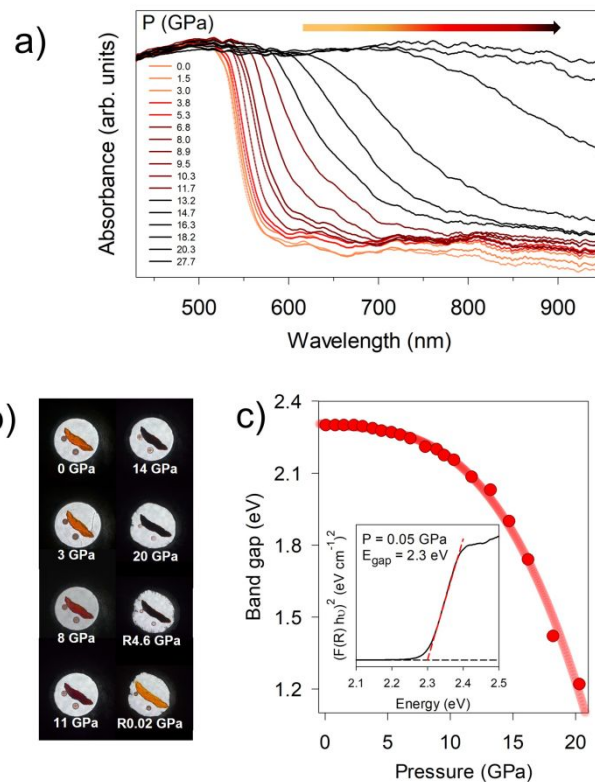 a)
P (GPa)
0.0
1.5
3.0
3.8
5.3
6.8
8.0
8.9
9.5
10.3
11.7
13.2
14.7
16.3
18.2
20.3
27.7
Absorbance (arb. units)
500 600 700 800 900
Wavelength (nm)
0 GPa 14 GPa
3 GPa 20 GPa
8 GPa R4.6 GPa
11 GPa R0.02 GPa
c)
2.4
2.1
1.8
1.5
1.2
Band gap (eV)
0 5 10 15 20
Pressure (GPa)
P = 0.05 GPa
E gap = 2.3 eV
(F(R) hυ)² (eV cm⁻¹)²
2.1 2.2 2.3 2.4 2.5
Energy (eV)